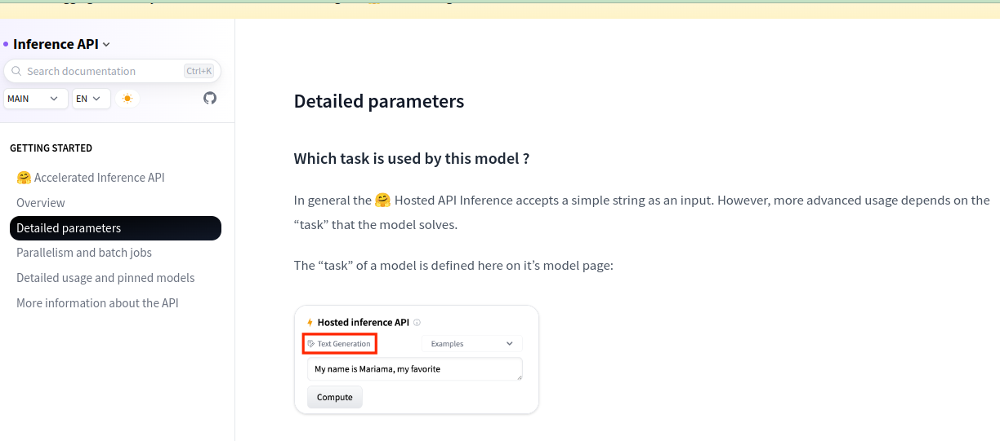 Inference API
Search documentation
Ctrl+K
MAIN
EN
GETTING STARTED
🤗 Accelerated Inference API
Overview
Detailed parameters
Parallelism and batch jobs
Detailed usage and pinned models
More information about the API
Detailed parameters
Which task is used by this model ?
In general the 🤗 Hosted API Inference accepts a simple string as an input. However, more advanced usage depends on the
“task” that the model solves.
The “task” of a model is defined here on it’s model page:
Hosted inference API
Text Generation
Examples
My name is Mariama, my favorite
Compute